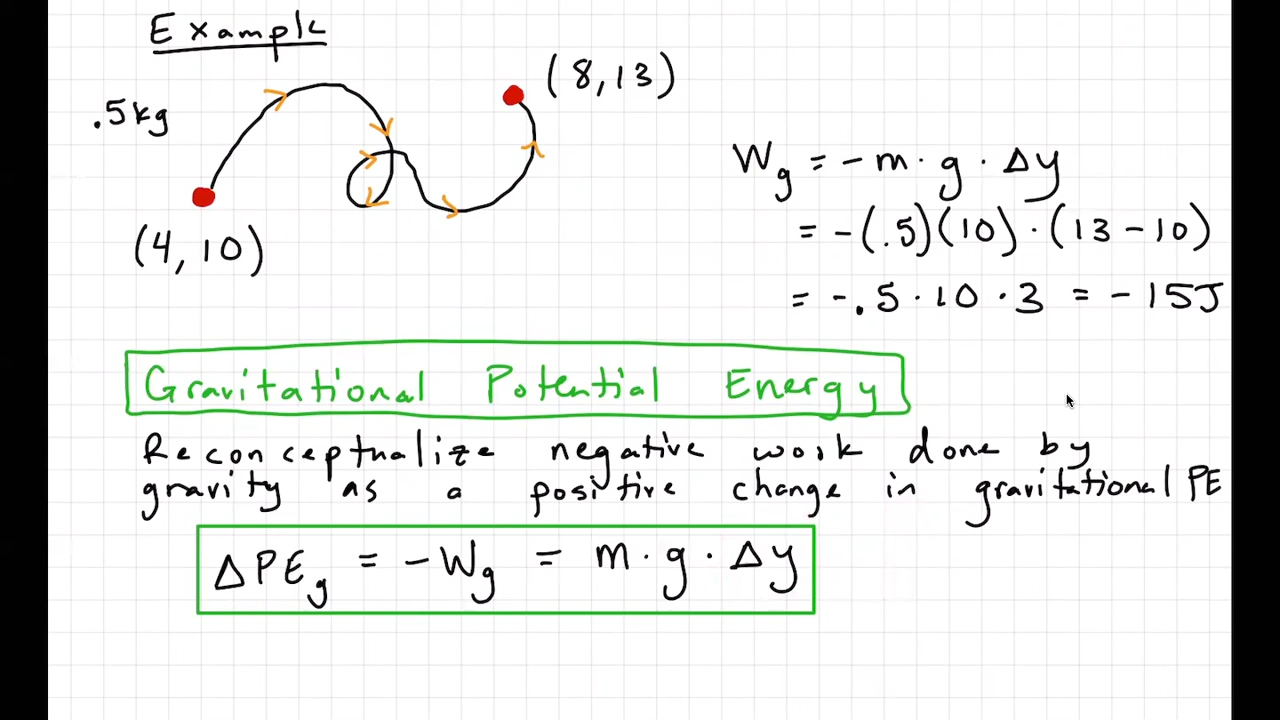 Example
(8,13)
.5kg
(4,10)
Wg = -m·g·Δy
= -(.5)(10)·(13-10)
= -.5·10·3 = -15J
Gravitational Potential Energy
Reconceptualize negative work done by
gravity as a positive change in gravitational PE
ΔPEg = -Wg = m·g·Δy